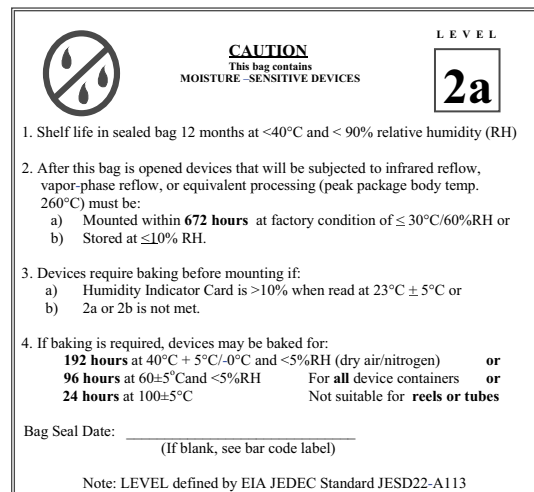 LEVEL
CAUTION
This bag contains
MOISTURE –SENSITIVE DEVICES
2a
1. Shelf life in sealed bag 12 months at <40°C and < 90% relative humidity (RH)
2. After this bag is opened devices that will be subjected to infrared reflow,
vapor-phase reflow, or equivalent processing (peak package body temp.
260°C) must be:
a) Mounted within 672 hours at factory condition of ≤ 30°C/60%RH or
b) Stored at ≤10% RH.
3. Devices require baking before mounting if:
a) Humidity Indicator Card is >10% when read at 23°C ± 5°C or
b) 2a or 2b is not met.
4. If baking is required, devices may be baked for:
192 hours at 40°C + 5°C/-0°C and <5%RH (dry air/nitrogen) or
96 hours at 60±5°Cand <5%RH For all device containers or
24 hours at 100±5°C Not suitable for reels or tubes
Bag Seal Date: ______________________________
(If blank, see bar code label)
Note: LEVEL defined by EIA JEDEC Standard JESD22-A113